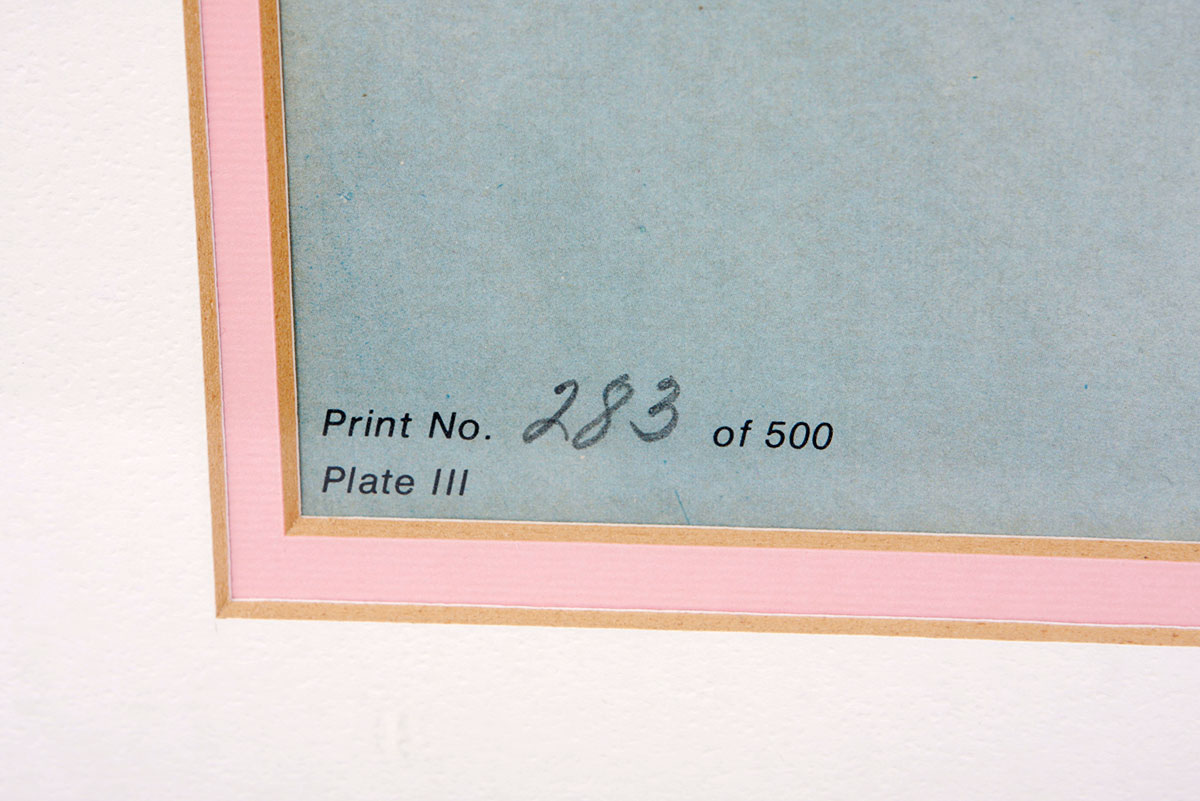 Print No. 283 of 500
Plate III